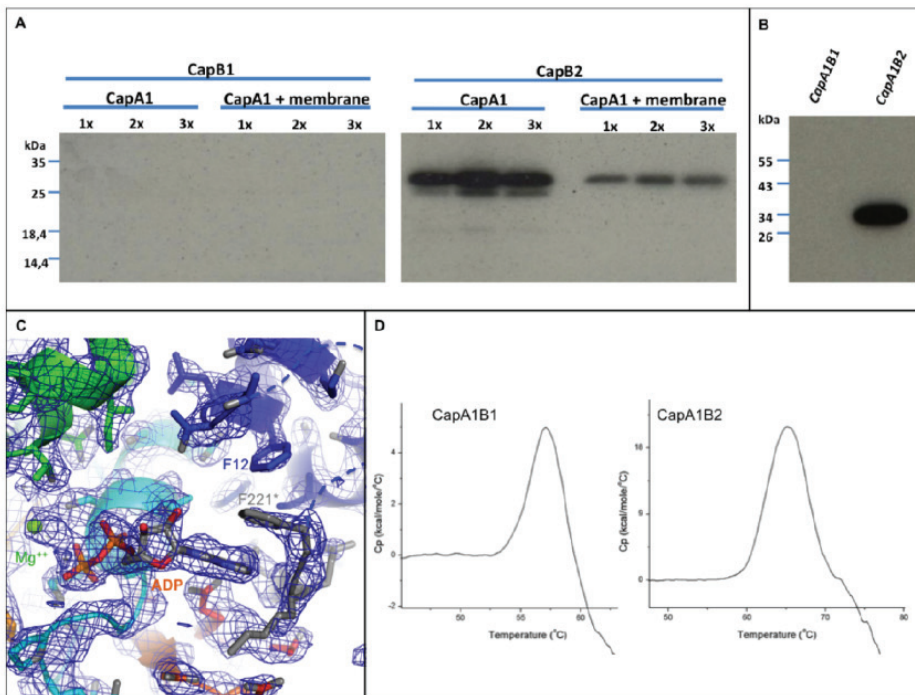 A
CapB1
CapB2
CapA1
CapA1 + membrane
CapA1
CapA1 + membrane
1x 2x 3x 1x 2x 3x
1x 2x 3x 1x 2x 3x
kDa
35
25
18,4
14,4
B
CapA1B1
CapA1B2
kDa
55
43
34
26
C
F12
F221*
Mg++
ADP
D
CapA1B1
Cp (kcal/mole/°C)
4
2
0
-2
50 55 60
Temperature (°C)
CapA1B2
Cp (kcal/mole/°C)
18
9
0
50 60 70 80
Temperature (°C)